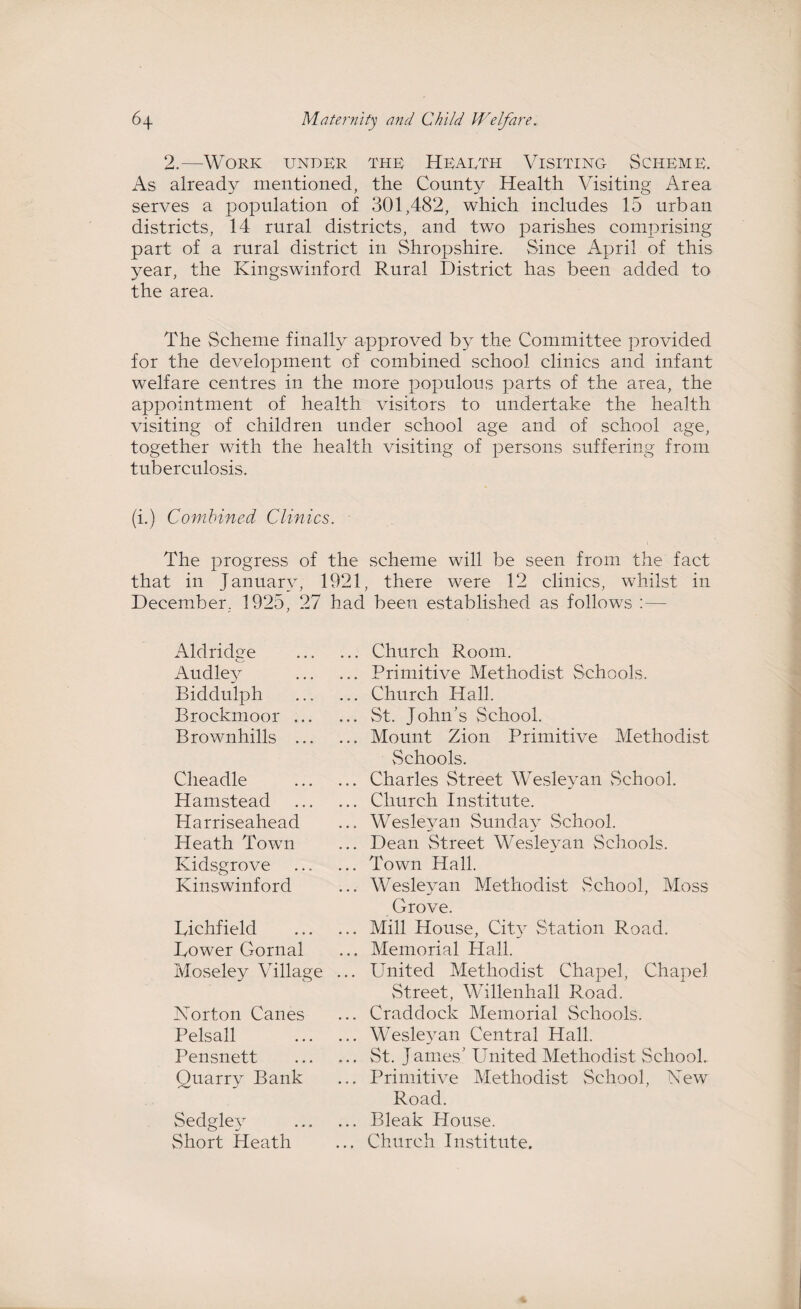 64 Maternity and Child Welfare.
2.—Work under the Health Visiting Scheme.
As already mentioned, the County Health Visiting Area
serves a population of 301,482, which includes 15 urban
districts, 14 rural districts, and two parishes comprising
part of a rural district in Shropshire. Since April of this
year, the Kingswinford Rural District has been added to
the area.
The Scheme finally approved by the Committee provided
for the development of combined school clinics and infant
welfare centres in the more populous parts of the area, the
appointment of health visitors to undertake the health
visiting of children under school age and of school age,
together with the health visiting of persons suffering from
tuberculosis.
(i.) Combined Clinics.
The progress of the scheme will be seen from the fact
that in January, 1921, there were 12 clinics, whilst in
December, 1925, 27 had been established as follows :—
Aldridge ... ... Church Room.
Audley ... ... Primitive Methodist Schools.
Biddulph ... ... Church Hall.
Brockmoor ... ... St. John's School.
Brownhills ... ... Mount Zion Primitive Methodist
Schools.
Cheadle ... ... Charles Street Wesleyan School.
Hamstead ... ... Church Institute.
Harriseahead ... Wesleyan Sunday School.
Heath Town ... Dean Street Wesleyan Schools.
Kidsgrove ... ... Town Hall.
Kinswinford ... Wesleyan Methodist School, Moss
Grove.
Lichfield ... ... Mill House, City Station Road.
Lower Gornal ... Memorial Hall.
Moseley Village ... United Methodist Chapel, Chapel
Street, Willenhall Road.
Norton Canes ... Craddock Memorial Schools.
Pelsall ... ... Wesleyan Central Hall.
Pensnett ... ... St. James' United Methodist School.
Quarry Bank ... Primitive Methodist School, New
Road.
Sedgley ... ... Bleak House.
Short Heath ... Church Institute.